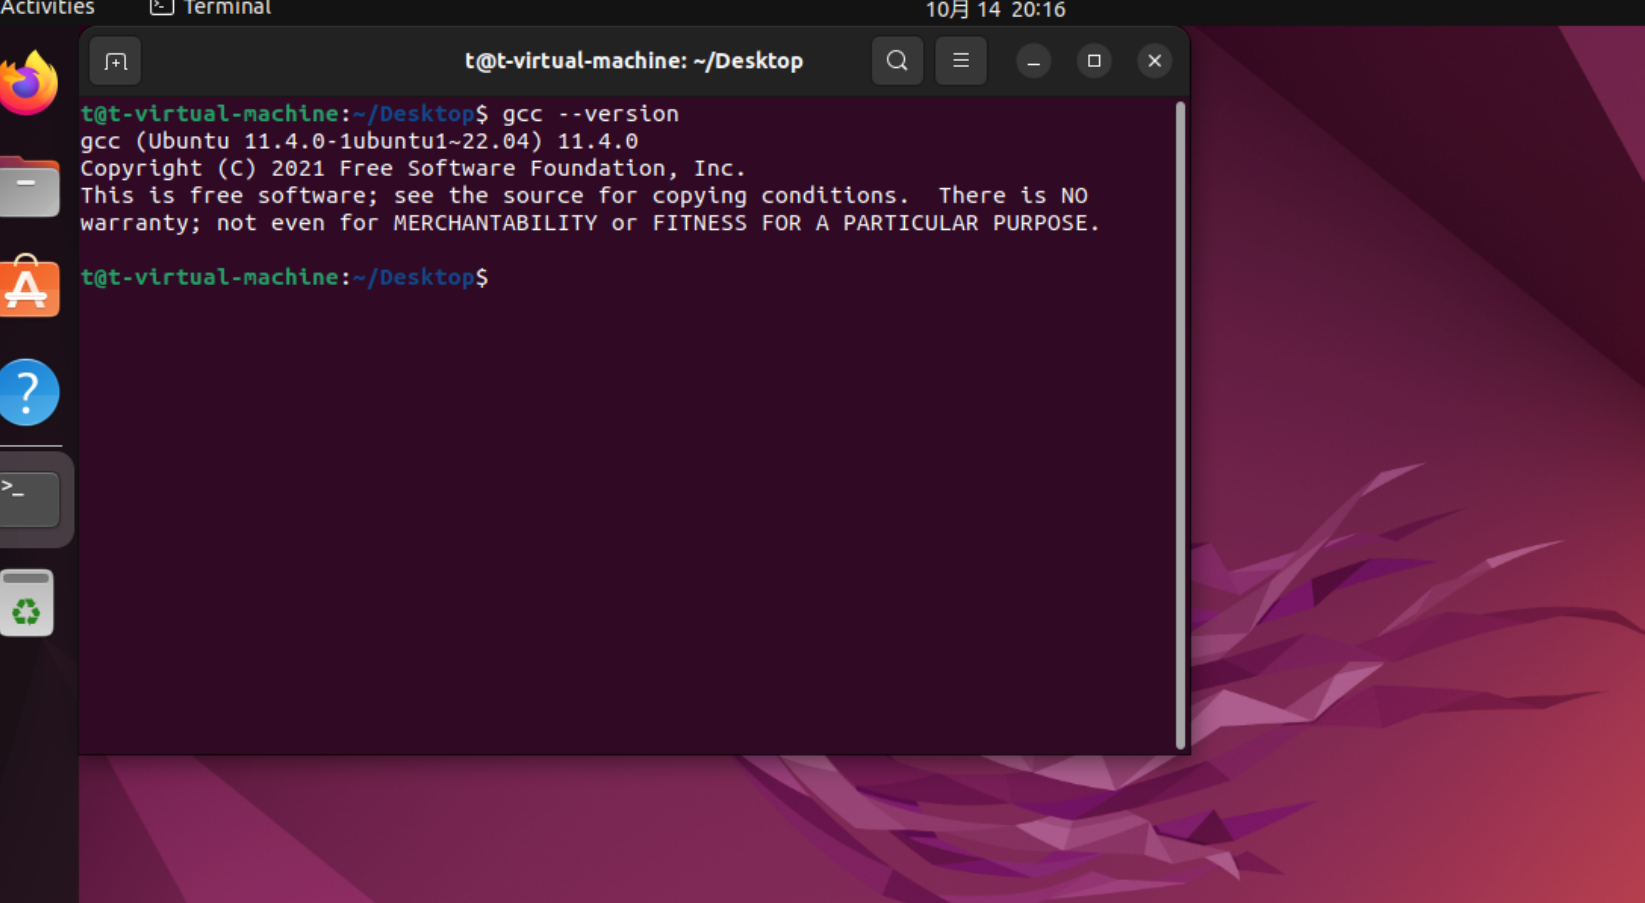 Activities
Terminal
10月 14 20:16
t@t-virtual-machine: ~/Desktop
t@t-virtual-machine:~/Desktop$ gcc --version
gcc (Ubuntu 11.4.0-1ubuntu1~22.04) 11.4.0
Copyright (C) 2021 Free Software Foundation, Inc.
This is free software; see the source for copying conditions.  There is NO
warranty; not even for MERCHANTABILITY or FITNESS FOR A PARTICULAR PURPOSE.
t@t-virtual-machine:~/Desktop$